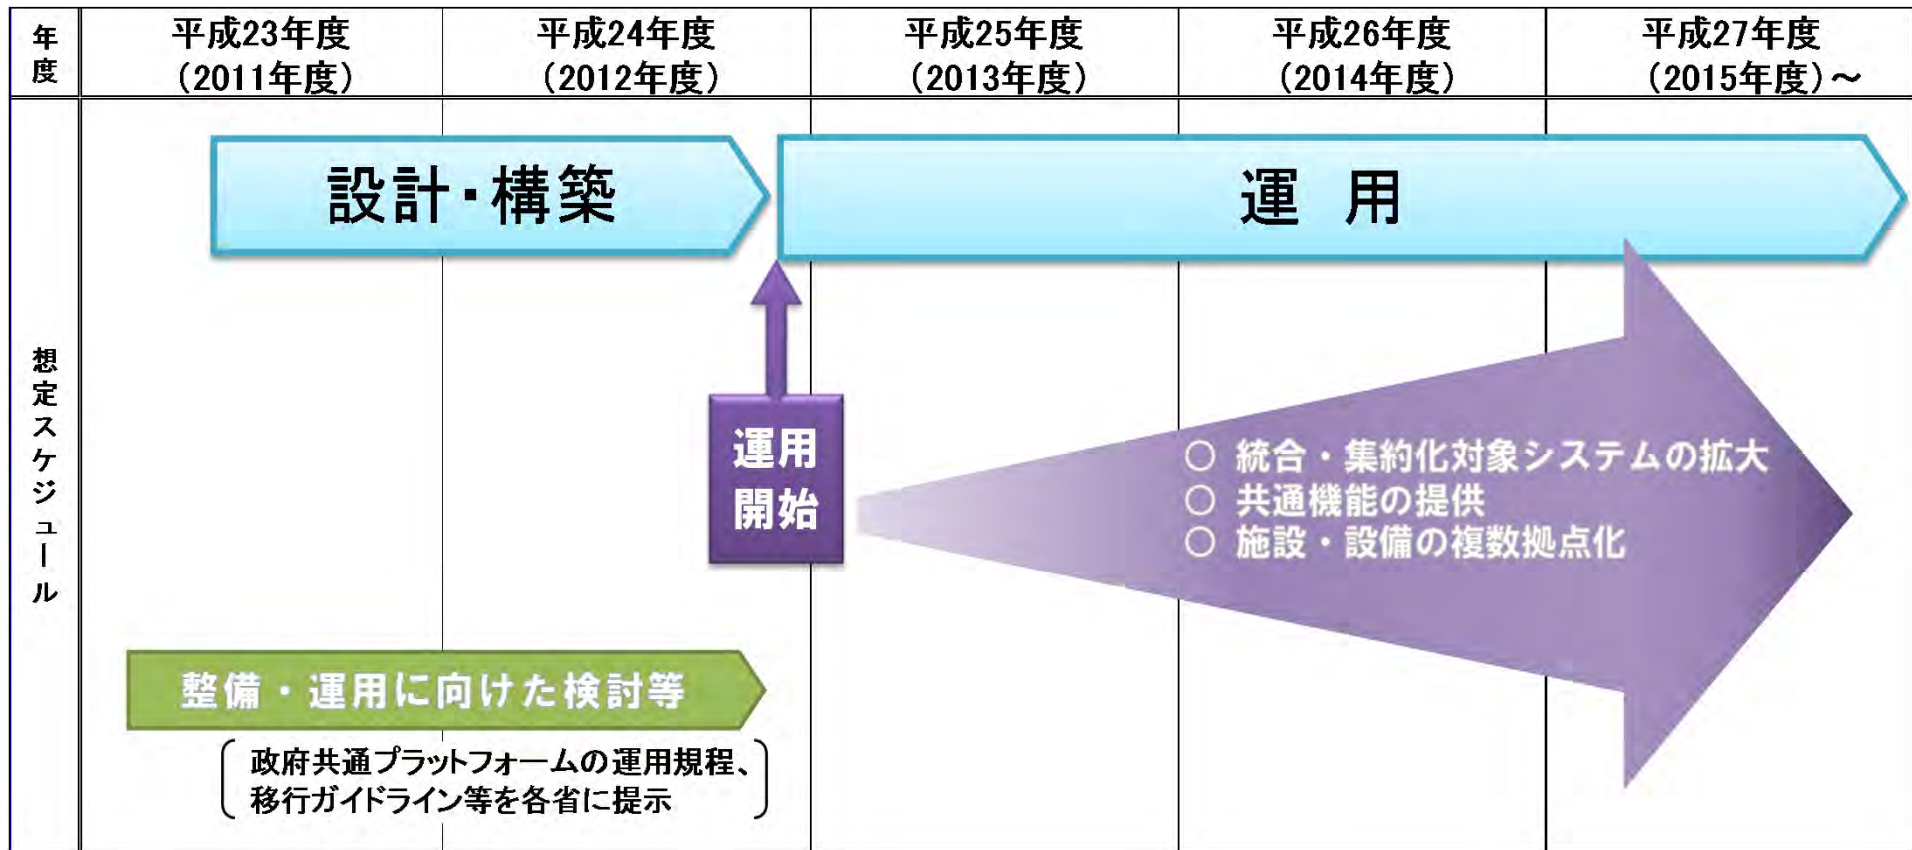 年度
平成23年度
（2011年度）
平成24年度
（2012年度）
平成25年度
（2013年度）
平成26年度
（2014年度）
平成27年度
（2015年度）～
想定スケジュール
設計・構築
運 用
運用
開始
○ 統合・集約化対象システムの拡大
○ 共通機能の提供
○ 施設・設備の複数拠点化
整備・運用に向けた検討等
政府共通プラットフォームの運用規程、
移行ガイドライン等を各省に提示